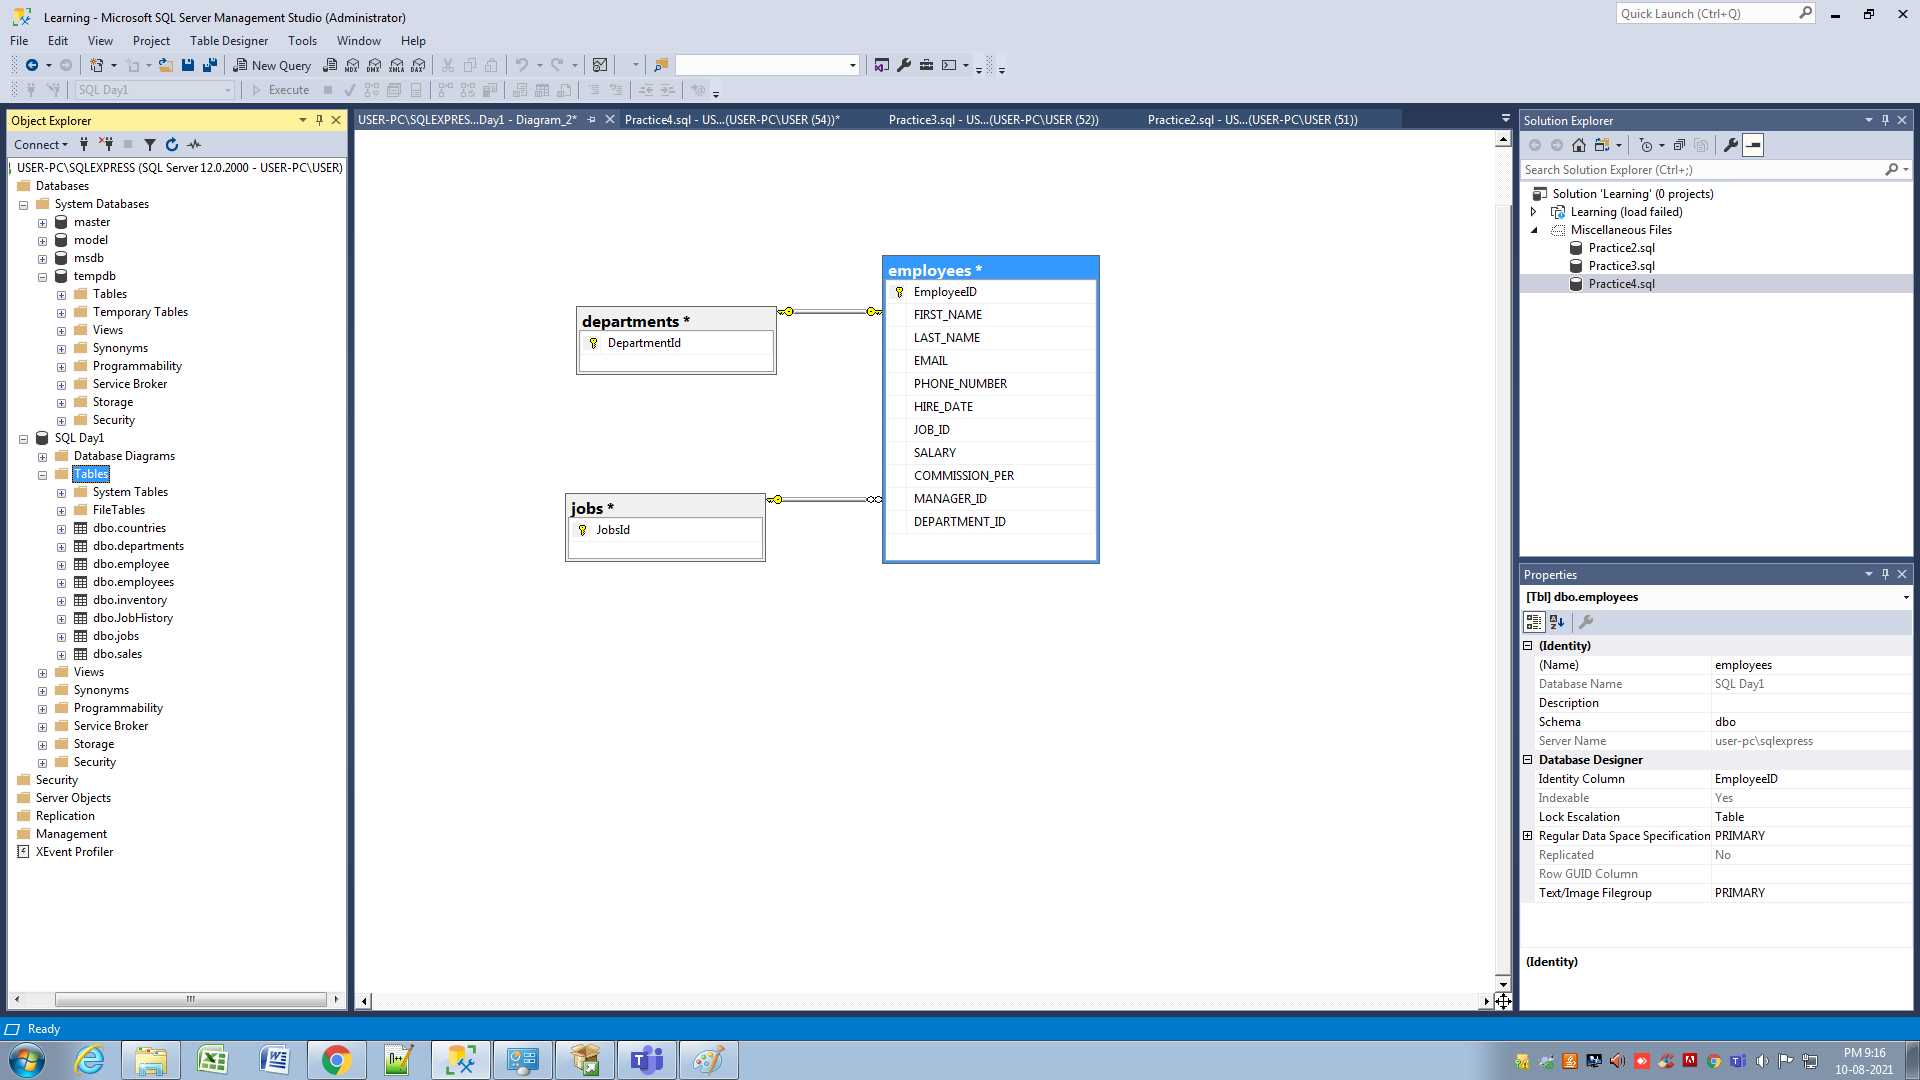 Learning - Microsoft SQL Server Management Studio (Administrator)
Quick Launch (Ctrl+Q)
File Edit View Project Table Designer Tools Window Help
New Query
MDX DMX XMLA DAX
SQL Day1
Execute
Object Explorer
Connect
USER-PC\SQLEXPRESS (SQL Server 12.0.2000 - USER-PC\USER)
Databases
System Databases
master
model
msdb
tempdb
Tables
Temporary Tables
Views
Synonyms
Programmability
Service Broker
Storage
Security
SQL Day1
Database Diagrams
Tables
System Tables
FileTables
dbo.countries
dbo.departments
dbo.employee
dbo.employees
dbo.inventory
dbo.JobHistory
dbo.jobs
dbo.sales
Views
Synonyms
Programmability
Service Broker
Storage
Security
Security
Server Objects
Replication
Management
XEvent Profiler
USER-PC\SQLEXPRES...Day1 - Diagram_2*
Practice4.sql - US...(USER-PC\USER (54))*
Practice3.sql - US...(USER-PC\USER (52))
Practice2.sql - US...(USER-PC\USER (51))
departments *
DepartmentId
jobs *
JobsId
employees *
EmployeeID
FIRST_NAME
LAST_NAME
EMAIL
PHONE_NUMBER
HIRE_DATE
JOB_ID
SALARY
COMMISSION_PER
MANAGER_ID
DEPARTMENT_ID
Solution Explorer
Search Solution Explorer (Ctrl+;)
Solution 'Learning' (0 projects)
Learning (load failed)
Miscellaneous Files
Practice2.sql
Practice3.sql
Practice4.sql
Properties
[Tbl] dbo.employees
(Identity)
(Name) employees
Database Name SQL Day1
Description
Schema dbo
Server Name user-pc\sqlexpress
Database Designer
Identity Column EmployeeID
Indexable Yes
Lock Escalation Table
Regular Data Space Specification PRIMARY
Replicated No
Row GUID Column
Text/Image Filegroup PRIMARY
(Identity)
Ready
PM 9:16
10-08-2021